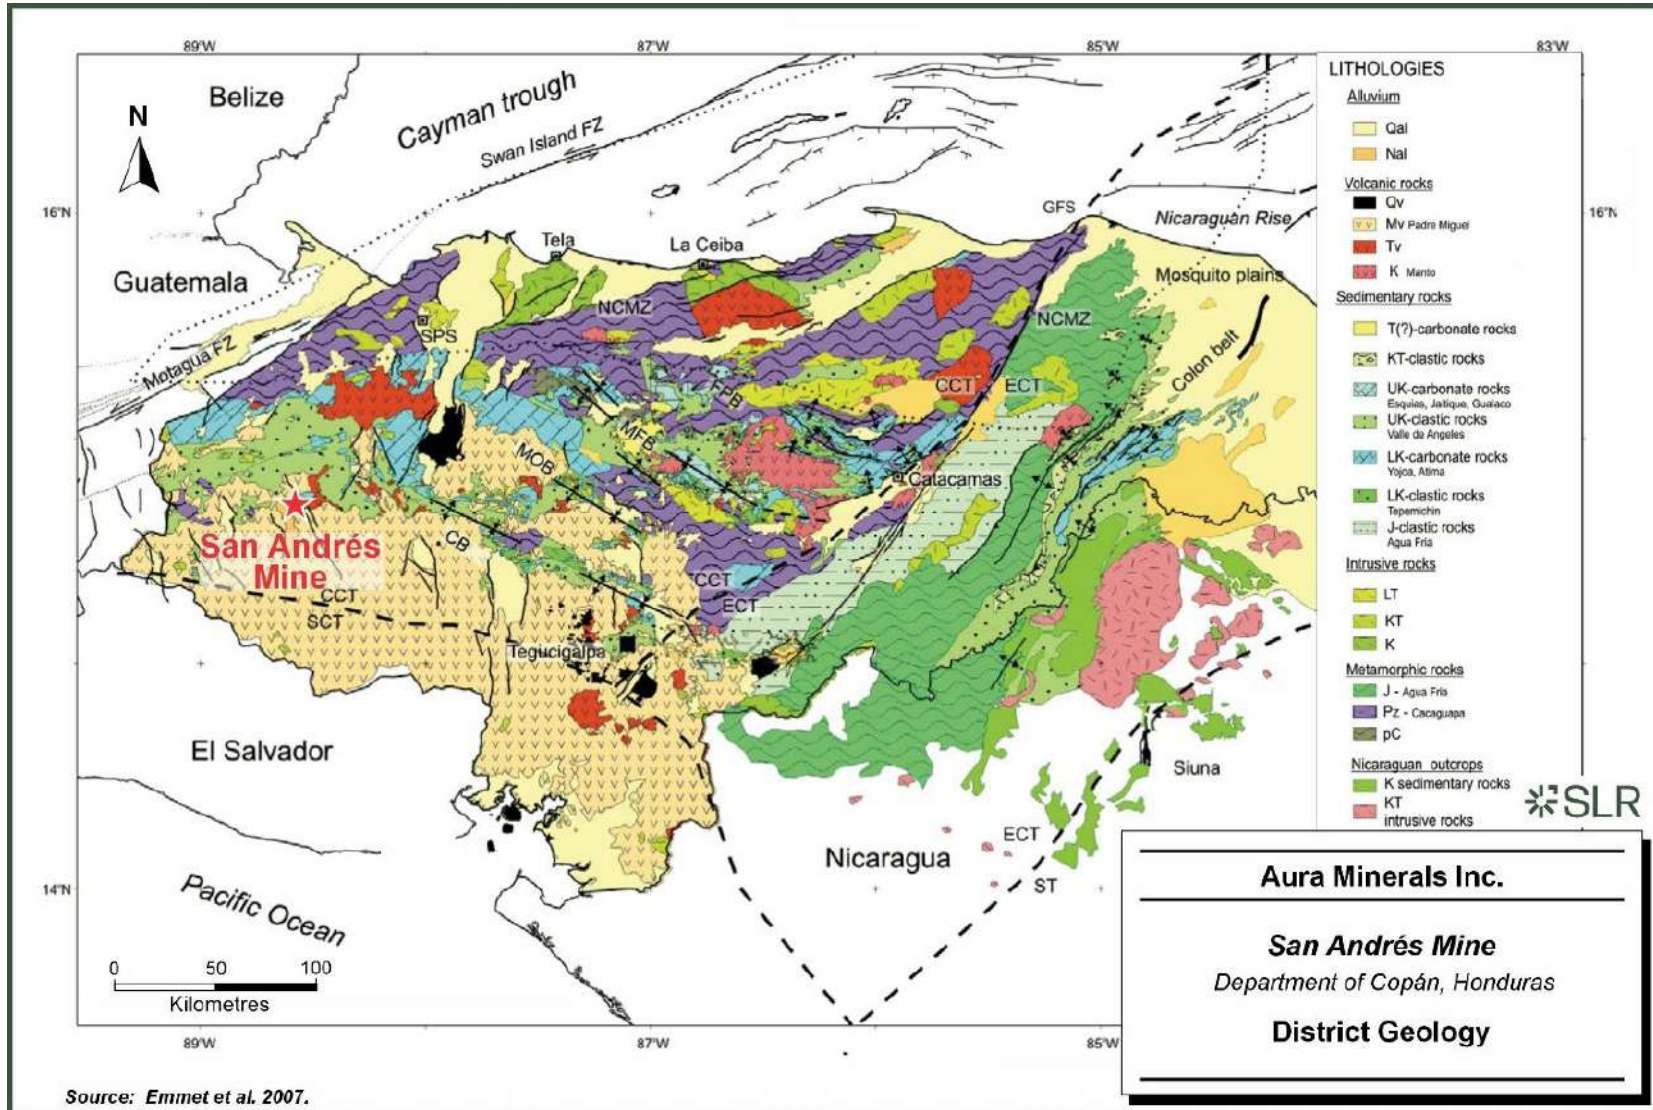 89°W
87°W
85°W
83°W
Belize
N
Cayman trough
Swan Island FZ
16°N
GFS
Nicaraguan Rise
16°N
Tela
La Ceiba
Guatemala
Mosquito plains
NCMZ
NCMZ
SPS
Motagua FZ
Colon belt
FPB
CCT
ECT
MFB
MOB
Catacamas
CB
San Andrés
Mine
CCT
ECT
CCT
SCT
Tegucigalpa
El Salvador
Siuna
Nicaragua
ECT
ST
14°N
Pacific Ocean
0 50 100
Kilometres
89°W
87°W
85°W
LITHOLOGIES
Alluvium
Qal
Nal
Volcanic rocks
Qv
Mv Padre Miguel
Tv
K Manto
Sedimentary rocks
T(?)-carbonate rocks
KT-clastic rocks
UK-carbonate rocks
Esquias, Jaitique, Gualaco
UK-clastic rocks
Valle de Angeles
LK-carbonate rocks
Yojoa, Atima
LK-clastic rocks
Tepemichin
J-clastic rocks
Agua Fria
Intrusive rocks
LT
KT
K
Metamorphic rocks
J - Agua Fria
Pz - Cacaguapa
pC
Nicaraguan outcrops
K sedimentary rocks
KT
intrusive rocks
SLR
Aura Minerals Inc.
San Andrés Mine
Department of Copán, Honduras
District Geology
Source: Emmet et al. 2007.